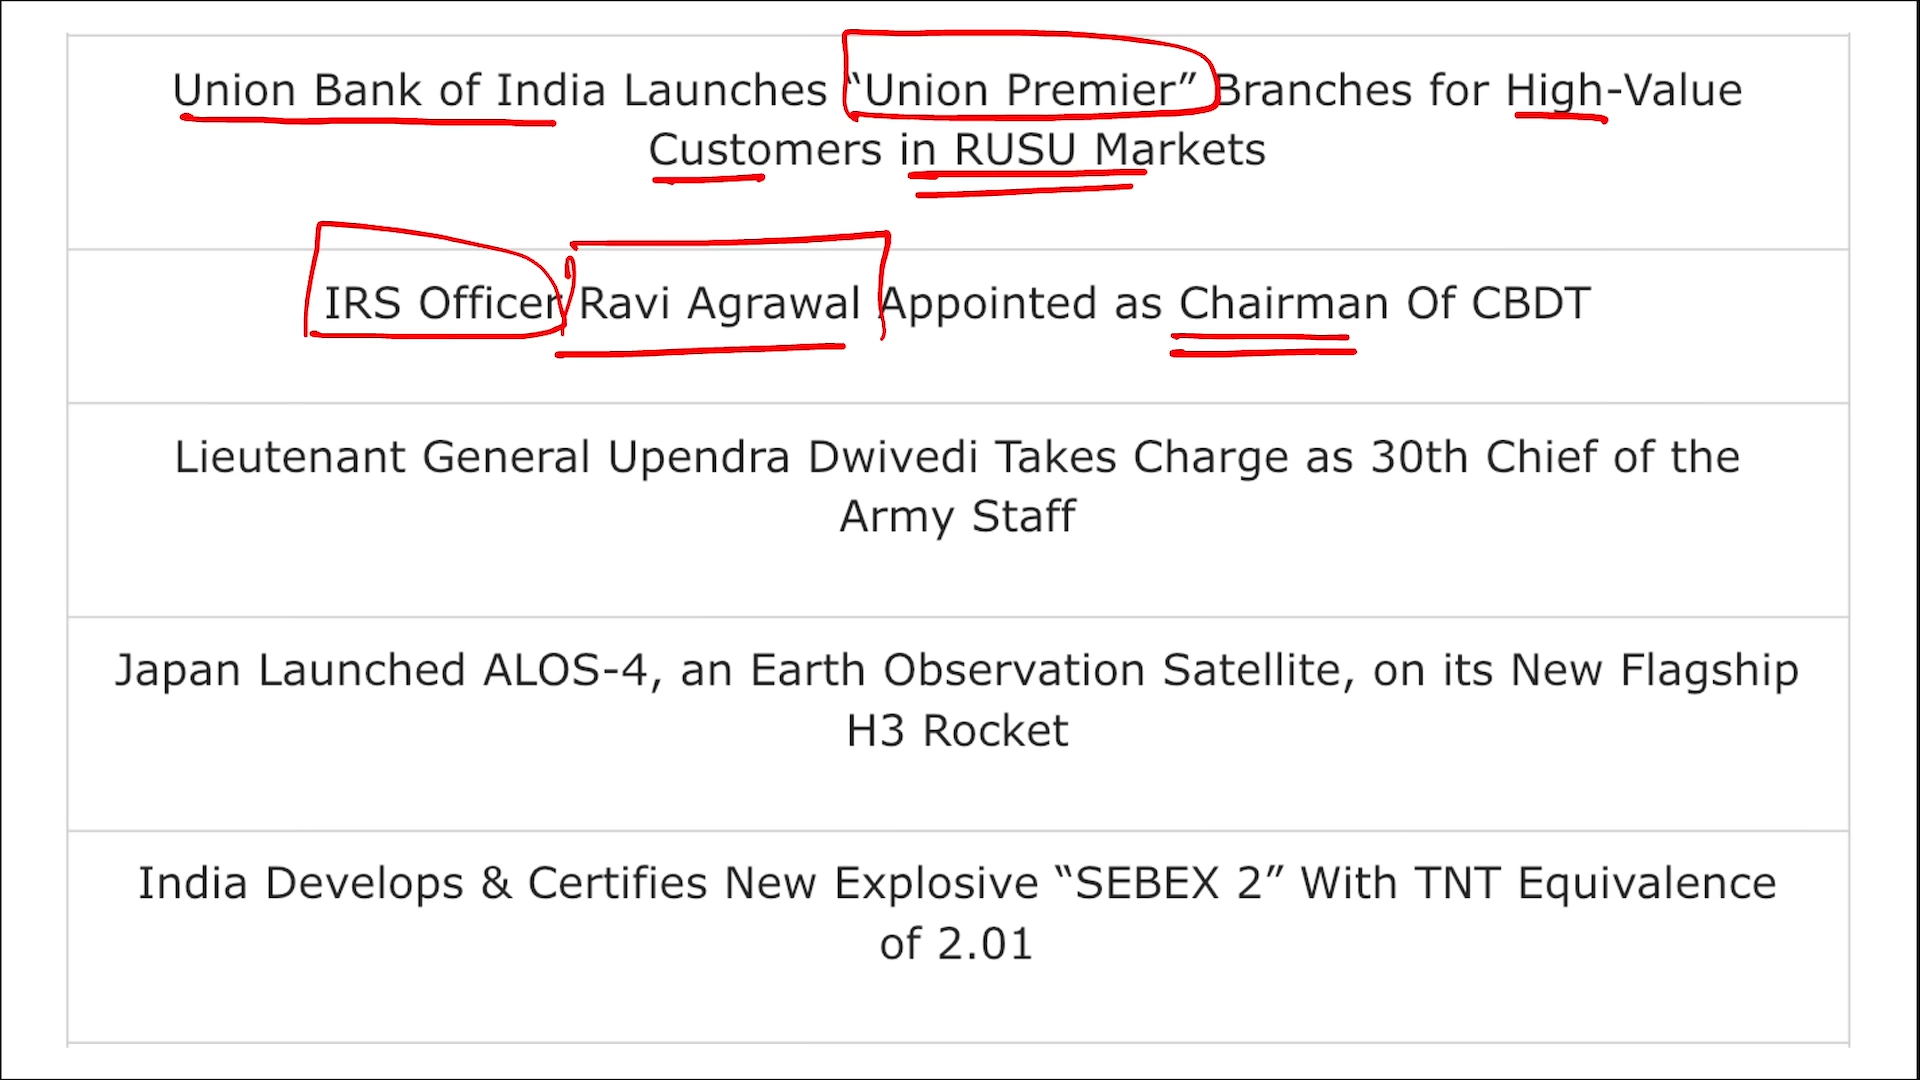 Union Bank of India Launches “Union Premier” Branches for High-Value
Customers in RUSU Markets
IRS Officer Ravi Agrawal Appointed as Chairman Of CBDT
Lieutenant General Upendra Dwivedi Takes Charge as 30th Chief of the
Army Staff
Japan Launched ALOS-4, an Earth Observation Satellite, on its New Flagship
H3 Rocket
India Develops & Certifies New Explosive “SEBEX 2” With TNT Equivalence
of 2.01